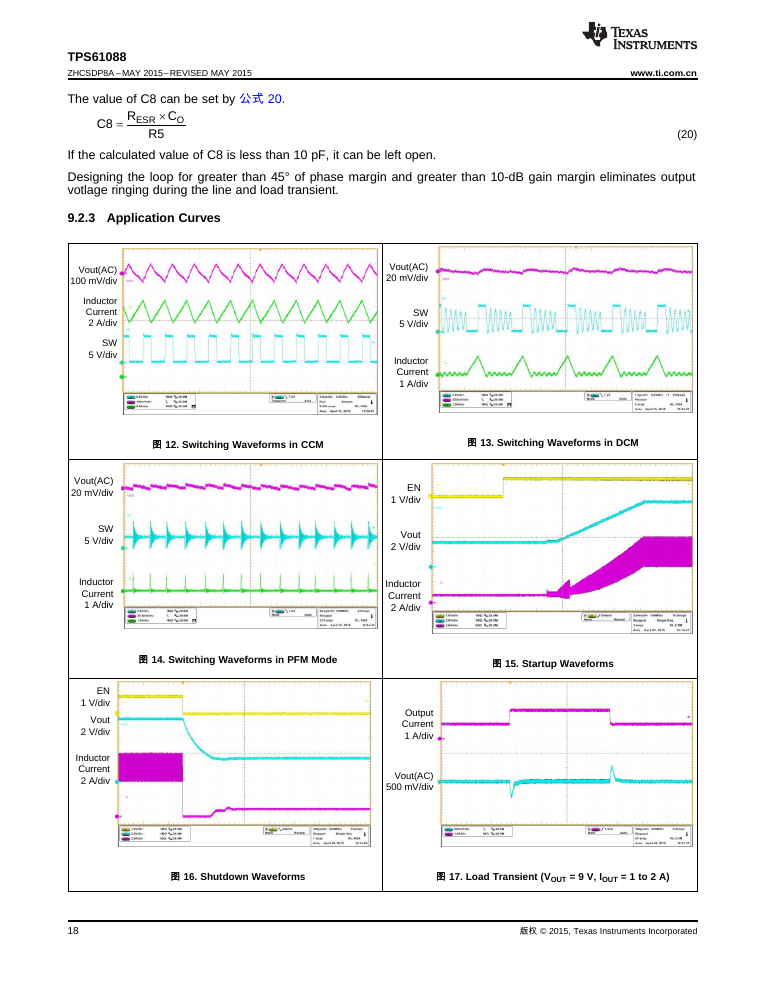 TEXAS
INSTRUMENTS
TPS61088
ZHCSDP8A – MAY 2015 – REVISED MAY 2015
www.ti.com.cn
The value of C8 can be set by 公式 20.
C8 = R_ESR × C_O / R5
(20)
If the calculated value of C8 is less than 10 pF, it can be left open.
Designing the loop for greater than 45° of phase margin and greater than 10-dB gain margin eliminates output
votlage ringing during the line and load transient.
9.2.3 Application Curves
Vout(AC)
100 mV/div
Inductor
Current
2 A/div
SW
5 V/div
图 12. Switching Waveforms in CCM
Vout(AC)
20 mV/div
SW
5 V/div
Inductor
Current
1 A/div
图 13. Switching Waveforms in DCM
Vout(AC)
20 mV/div
SW
5 V/div
Inductor
Current
1 A/div
图 14. Switching Waveforms in PFM Mode
EN
1 V/div
Vout
2 V/div
Inductor
Current
2 A/div
图 15. Startup Waveforms
EN
1 V/div
Vout
2 V/div
Inductor
Current
2 A/div
图 16. Shutdown Waveforms
Output
Current
1 A/div
Vout(AC)
500 mV/div
图 17. Load Transient (V_OUT = 9 V, I_OUT = 1 to 2 A)
18
版权 © 2015, Texas Instruments Incorporated